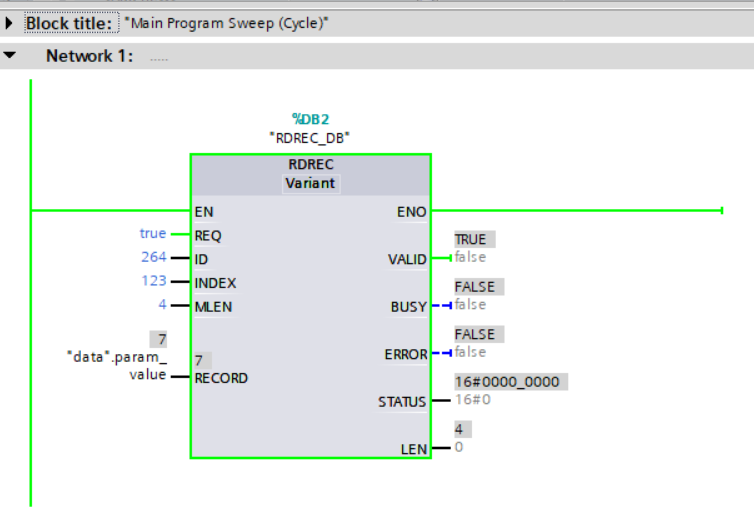 Block title: "Main Program Sweep (Cycle)"
Network 1: .....
%DB2
"RDREC_DB"
RDREC
Variant
EN ENO
true REQ
TRUE
264 ID VALID false
123 INDEX
FALSE
4 MLEN BUSY false
7
FALSE
"data".param_
value
7
RECORD
ERROR false
16#0000_0000
STATUS 16#0
4
LEN 0